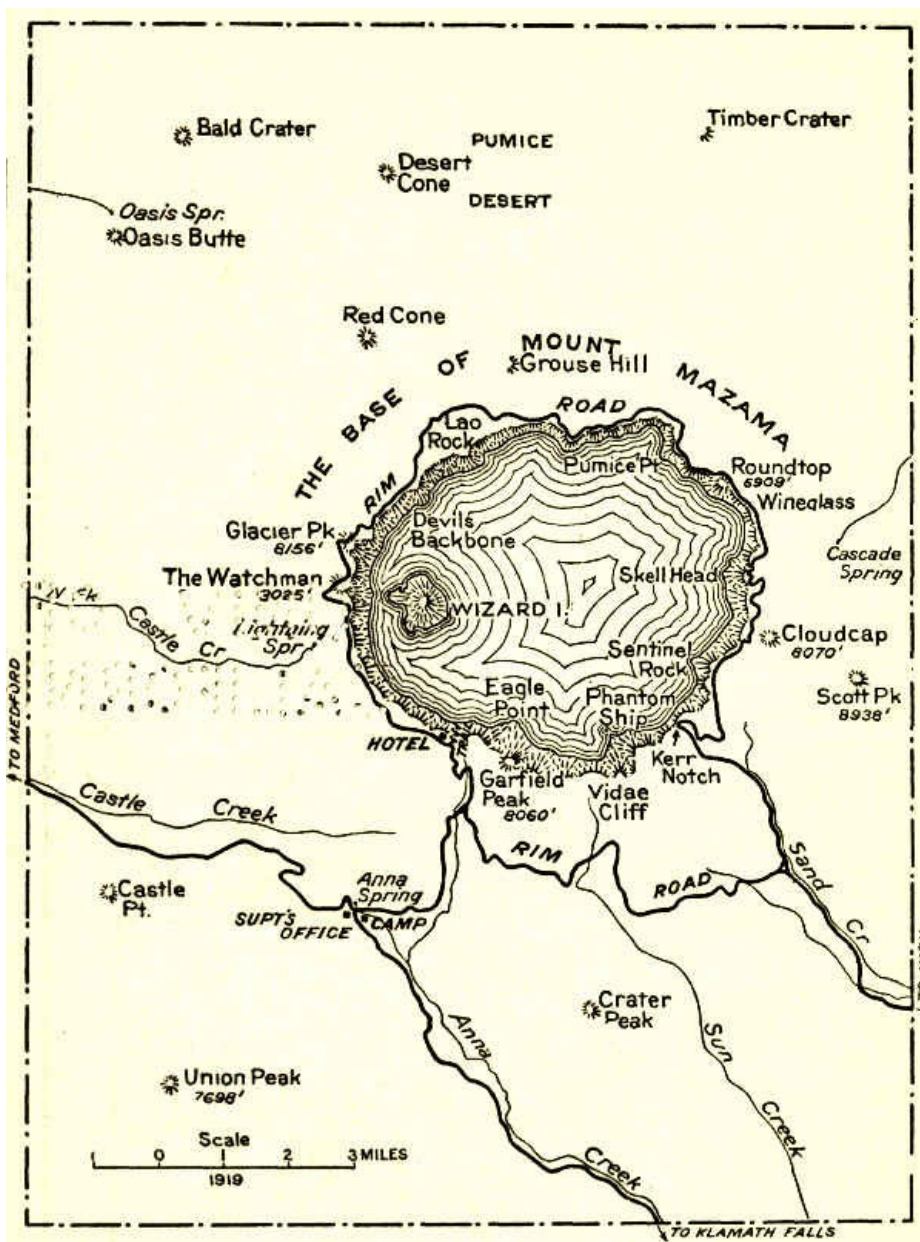 Bald Crater
PUMICE
Timber Crater
Desert
Cone
DESERT
Oasis Spr.
Oasis Butte
Red Cone
THE BASE OF MOUNT MAZAMA
Grouse Hill
RIM ROAD
Lao
Rock
Pumice Pt.
Roundtop
6909'
Wineglass
Glacier Pk
8156'
Devils
Backbone
Cascade
Spring
The Watchman
8025'
Skell Head
WIZARD I.
Castle
Cr
Lightning
Spr.
Cloudcap
8070'
Sentinel
Rock
Scott Pk
8938'
Eagle
Point
Phantom
Ship
TO MEDFORD
HOTEL
Kerr
Notch
Garfield
Peak
8060'
Vidae
Cliff
Castle Creek
RIM ROAD
Sand Cr
Castle
Pt.
Anna
Spring
SUPT'S
OFFICE
CAMP
Crater
Peak
Anna Creek
Sun Creek
Union Peak
7698'
Scale
1 0 1 2 3 MILES
1919
TO KLAMATH FALLS